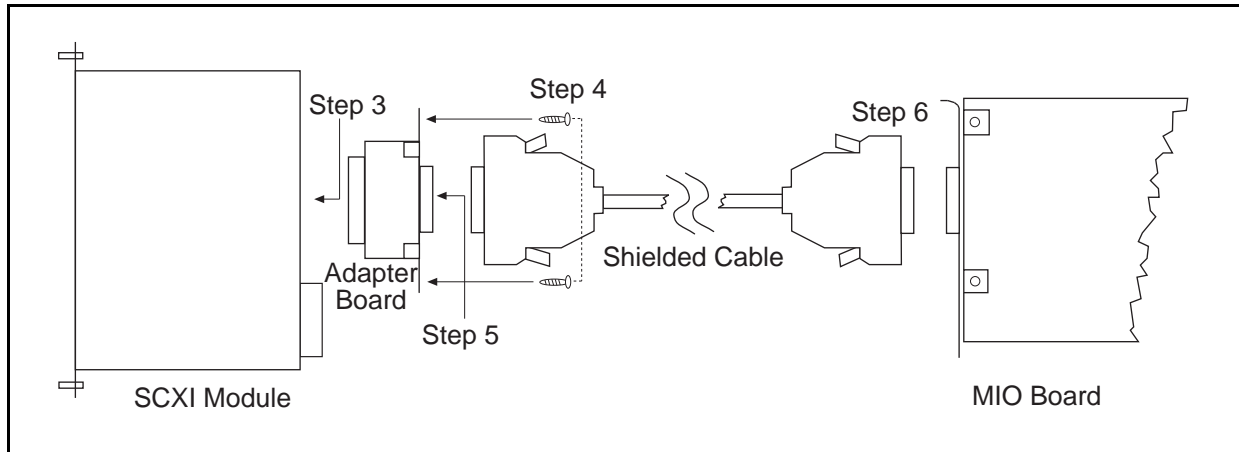 Step 3
Step 4
Step 6
Shielded Cable
Adapter
Board
Step 5
SCXI Module
MIO Board